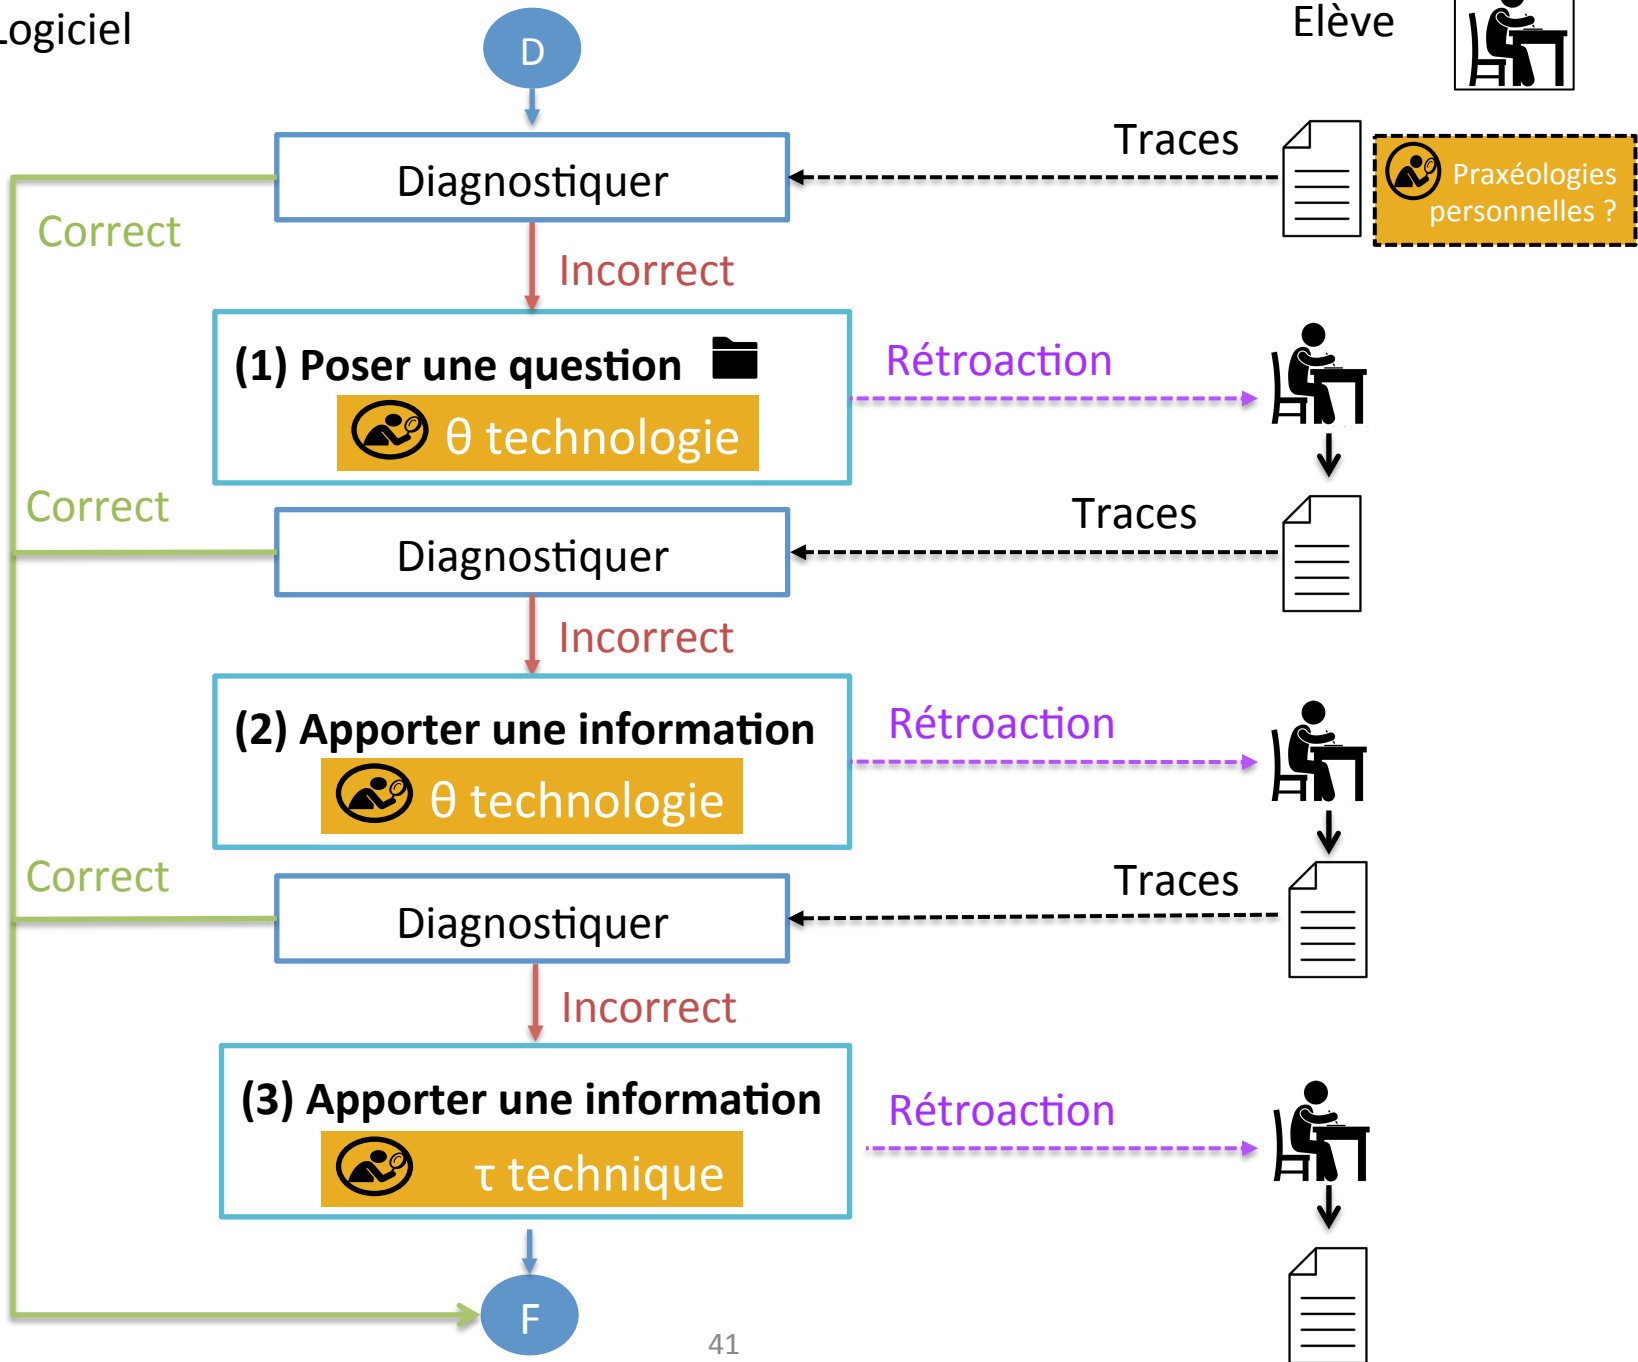 Logiciel
Elève
D
Traces
Diagnostiquer
Praxéologies
personnelles ?
Correct
Incorrect
(1) Poser une question
Rétroaction
θ technologie
Correct
Traces
Diagnostiquer
Incorrect
(2) Apporter une information
Rétroaction
θ technologie
Correct
Traces
Diagnostiquer
Incorrect
(3) Apporter une information
Rétroaction
τ technique
F
41